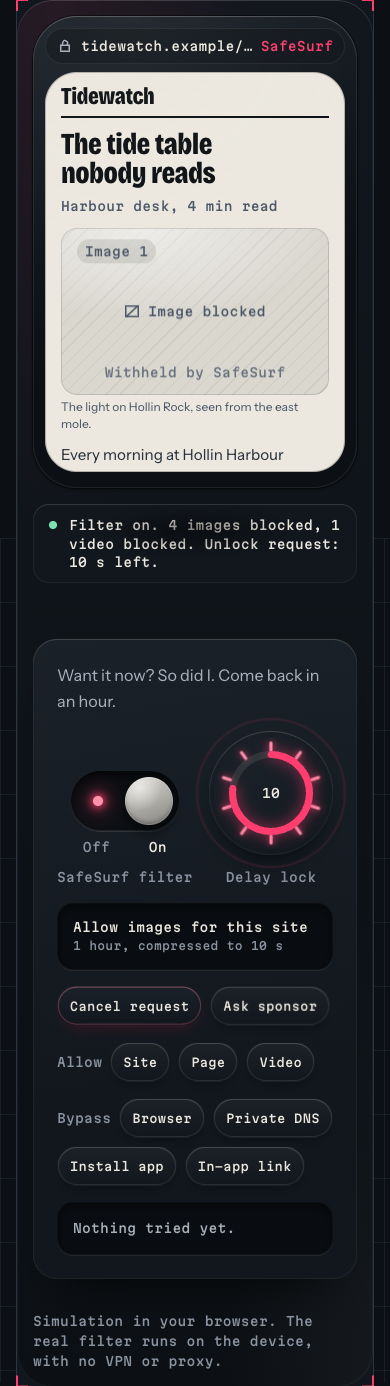 tidewatch.example/… SafeSurf
Tidewatch
The tide table
nobody reads
Harbour desk, 4 min read
Image 1
Image blocked
Withheld by SafeSurf
The light on Hollin Rock, seen from the east
mole.
Every morning at Hollin Harbour
Filter on. 4 images blocked, 1
video blocked. Unlock request:
10 s left.
Want it now? So did I. Come back in
an hour.
10
Off On
SafeSurf filter Delay lock
Allow images for this site
1 hour, compressed to 10 s
Cancel request Ask sponsor
Allow Site Page Video
Bypass Browser Private DNS
Install app In-app link
Nothing tried yet.
Simulation in your browser. The
real filter runs on the device,
with no VPN or proxy.